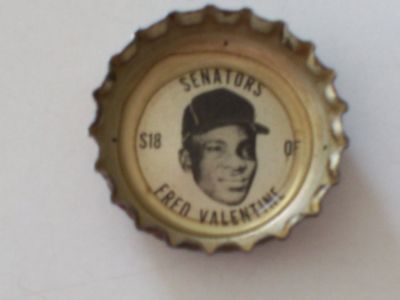 SENATORS
S18
OF
FRED VALENTINE